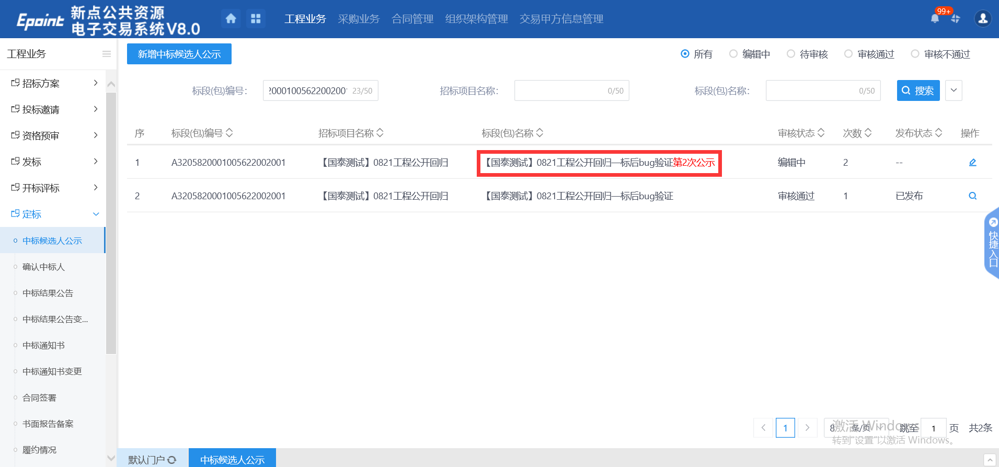 Epoint 新点公共资源
电子交易系统V8.0
工程业务 采购业务 合同管理 组织架构管理 交易甲方信息管理
99+
工程业务
新增中标候选人公示
所有 编辑中 待审核 审核通过 审核不通过
招标方案
投标邀请
资格预审
发标
开标评标
定标
中标候选人公示
确认中标人
中标结果公告
中标结果公告变...
中标通知书
中标通知书变更
合同签署
书面报告备案
履约情况
标段(包)编号: 2000100562200200 23/50 招标项目名称: 0/50 标段(包)名称: 0/50 搜索
序 标段(包)编号 招标项目名称 标段(包)名称 审核状态 次数 发布状态 操作
1 A3205820001005622002001 【国泰测试】0821工程公开回归 【国泰测试】0821工程公开回归—标后bug验证第2次公示 编辑中 2 --
2 A3205820001005622002001 【国泰测试】0821工程公开回归 【国泰测试】0821工程公开回归—标后bug验证 审核通过 1 已发布
快捷入口
1 8 条/页 跳至 1 页 共2条
激活 Windows
转到"设置"以激活 Windows。
默认门户 中标候选人公示